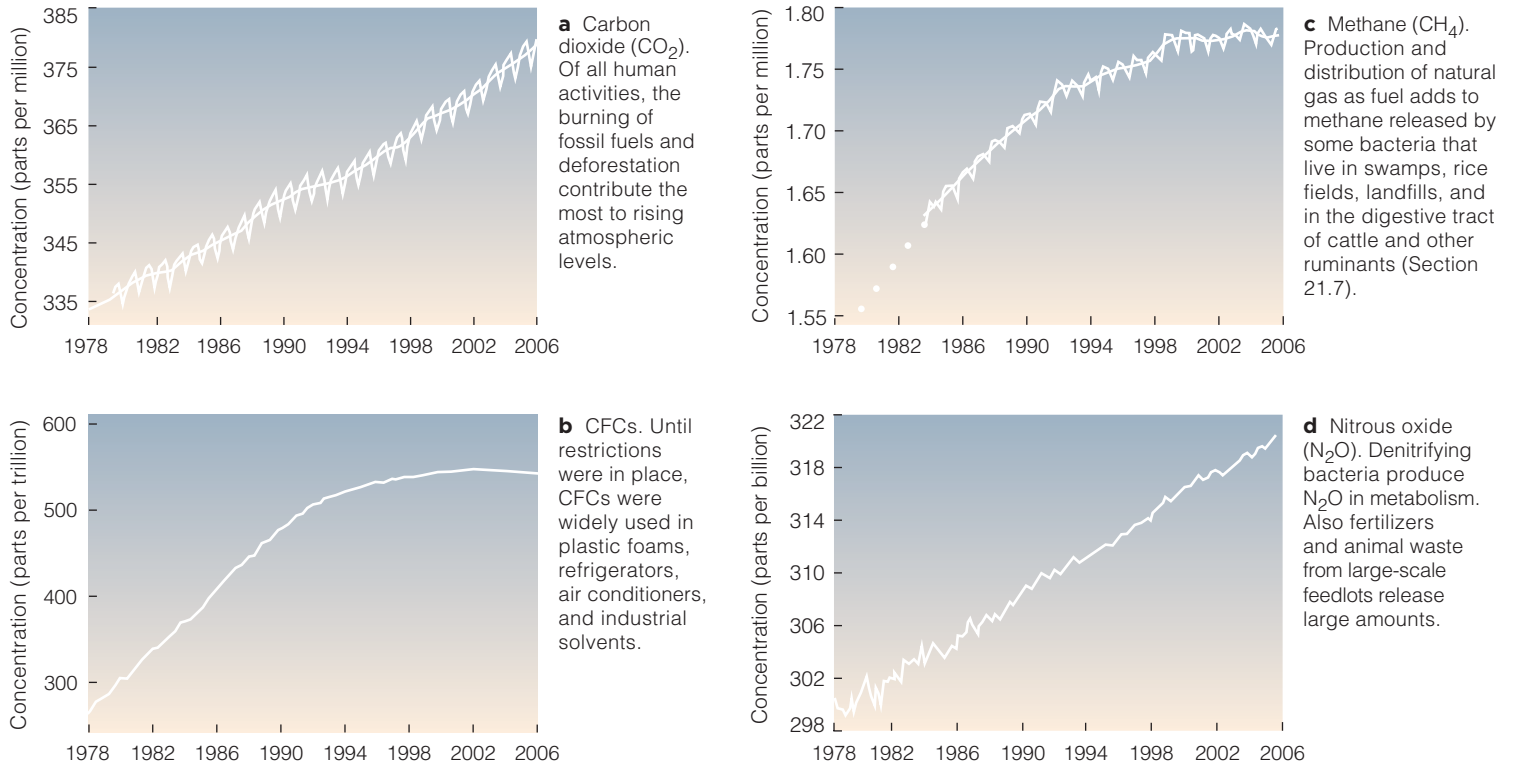 385
375
365
355
345
335
Concentration (parts per million)
1978 1982 1986 1990 1994 1998 2002 2006
a Carbon
dioxide (CO2).
Of all human
activities, the
burning of
fossil fuels and
deforestation
contribute the
most to rising
atmospheric
levels.
1.80
1.75
1.70
1.65
1.60
1.55
Concentration (parts per million)
1978 1982 1986 1990 1994 1998 2002 2006
c Methane (CH4).
Production and
distribution of natural
gas as fuel adds to
methane released by
some bacteria that
live in swamps, rice
fields, landfills, and
in the digestive tract
of cattle and other
ruminants (Section
21.7).
600
500
400
300
Concentration (parts per trillion)
1978 1982 1986 1990 1994 1998 2002 2006
b CFCs. Until
restrictions
were in place,
CFCs were
widely used in
plastic foams,
refrigerators,
air conditioners,
and industrial
solvents.
322
318
314
310
306
302
298
Concentration (parts per billion)
1978 1982 1986 1990 1994 1998 2002 2006
d Nitrous oxide
(N2O). Denitrifying
bacteria produce
N2O in metabolism.
Also fertilizers
and animal waste
from large-scale
feedlots release
large amounts.